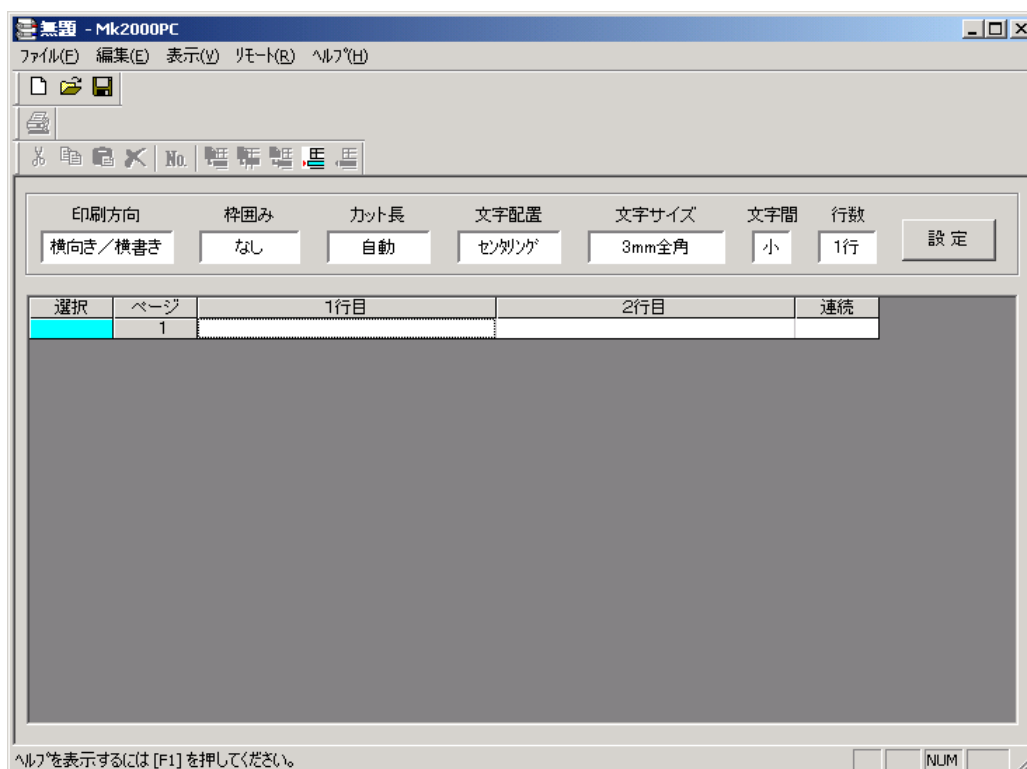 無題 - Mk2000PC
ファイル(F) 編集(E) 表示(V) リモート(R) ヘルプ(H)
No.
印刷方向 枠囲み カット長 文字配置 文字サイズ 文字間 行数
横向き／横書き なし 自動 センタリング 3mm全角 小 1行 設定
選択 ページ 1行目 2行目 連続
1
ヘルプを表示するには [F1] を押してください。 NUM